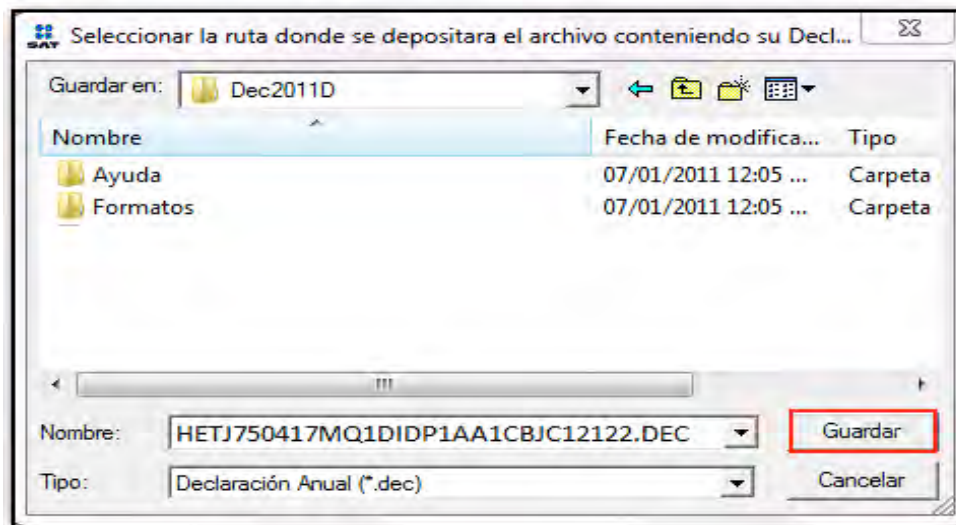 SAT Seleccionar la ruta donde se depositara el archivo conteniendo su Decl...
Guardar en: Dec2011D
Nombre Fecha de modifica... Tipo
Ayuda 07/01/2011 12:05 ... Carpeta
Formatos 07/01/2011 12:05 ... Carpeta
Nombre: HETJ750417MQ1DIDP1AA1CBJC12122.DEC Guardar
Tipo: Declaración Anual (*.dec) Cancelar